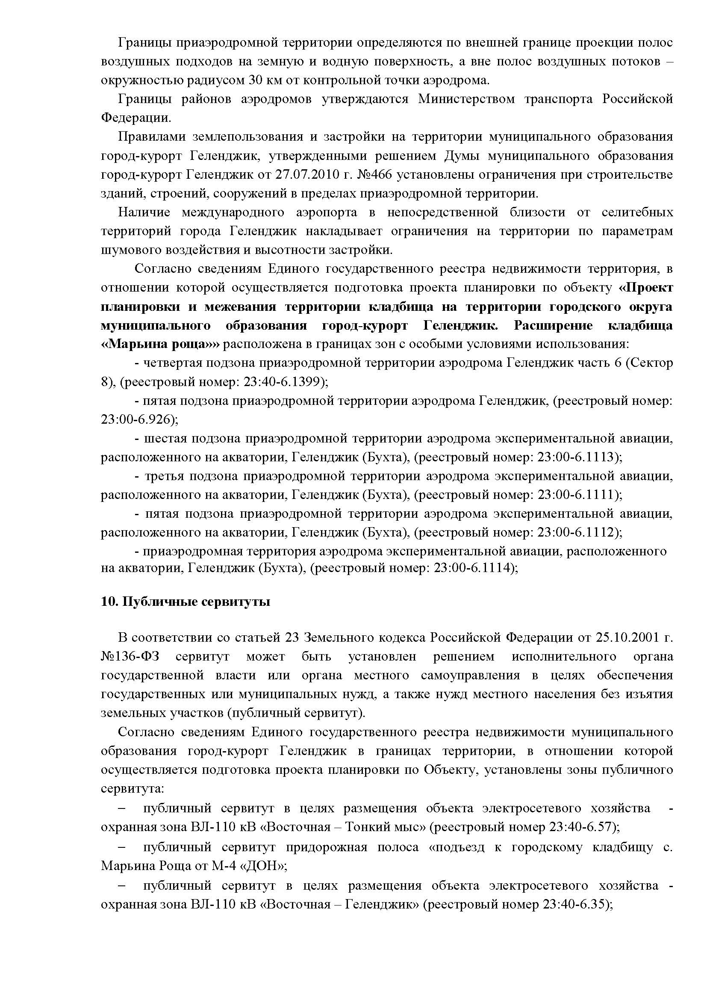 Границы приаэродромной территории определяются по внешней границе проекции полос
воздушных подходов на земную и водную поверхность, а вне полос воздушных потоков –
окружностью радиусом 30 км от контрольной точки аэродрома.
Границы районов аэродромов утверждаются Министерством транспорта Российской
Федерации.
Правилами землепользования и застройки на территории муниципального образования
город-курорт Геленджик, утвержденными решением Думы муниципального образования
город-курорт Геленджик от 27.07.2010 г. №466 установлены ограничения при строительстве
зданий, строений, сооружений в пределах приаэродромной территории.
Наличие международного аэропорта в непосредственной близости от селитебных
территорий города Геленджик накладывает ограничения на территории по параметрам
шумового воздействия и высотности застройки.
Согласно сведениям Единого государственного реестра недвижимости территория, в
отношении которой осуществляется подготовка проекта планировки по объекту «Проект
планировки и межевания территории кладбища на территории городского округа
муниципального образования город-курорт Геленджик. Расширение кладбища
«Марьина роща»» расположена в границах зон с особыми условиями использования:
- четвертая подзона приаэродромной территории аэродрома Геленджик часть 6 (Сектор
8), (реестровый номер: 23:40-6.1399);
- пятая подзона приаэродромной территории аэродрома Геленджик, (реестровый номер:
23:00-6.926);
- шестая подзона приаэродромной территории аэродрома экспериментальной авиации,
расположенного на акватории, Геленджик (Бухта), (реестровый номер: 23:00-6.1113);
- третья подзона приаэродромной территории аэродрома экспериментальной авиации,
расположенного на акватории, Геленджик (Бухта), (реестровый номер: 23:00-6.1111);
- пятая подзона приаэродромной территории аэродрома экспериментальной авиации,
расположенного на акватории, Геленджик (Бухта), (реестровый номер: 23:00-6.1112);
- приаэродромная территория аэродрома экспериментальной авиации, расположенного
на акватории, Геленджик (Бухта), (реестровый номер: 23:00-6.1114);
10. Публичные сервитуты
В соответствии со статьей 23 Земельного кодекса Российской Федерации от 25.10.2001 г.
№136-ФЗ сервитут может быть установлен решением исполнительного органа
государственной власти или органа местного самоуправления в целях обеспечения
государственных или муниципальных нужд, а также нужд местного населения без изъятия
земельных участков (публичный сервитут).
Согласно сведениям Единого государственного реестра недвижимости муниципального
образования город-курорт Геленджик в границах территории, в отношении которой
осуществляется подготовка проекта планировки по Объекту, установлены зоны публичного
сервитута:
– публичный сервитут в целях размещения объекта электросетевого хозяйства -
охранная зона ВЛ-110 кВ «Восточная – Тонкий мыс» (реестровый номер 23:40-6.57);
– публичный сервитут придорожная полоса «подъезд к городскому кладбищу с.
Марьина Роща от М-4 «ДОН»;
– публичный сервитут в целях размещения объекта электросетевого хозяйства -
охранная зона ВЛ-110 кВ «Восточная – Геленджик» (реестровый номер 23:40-6.35);